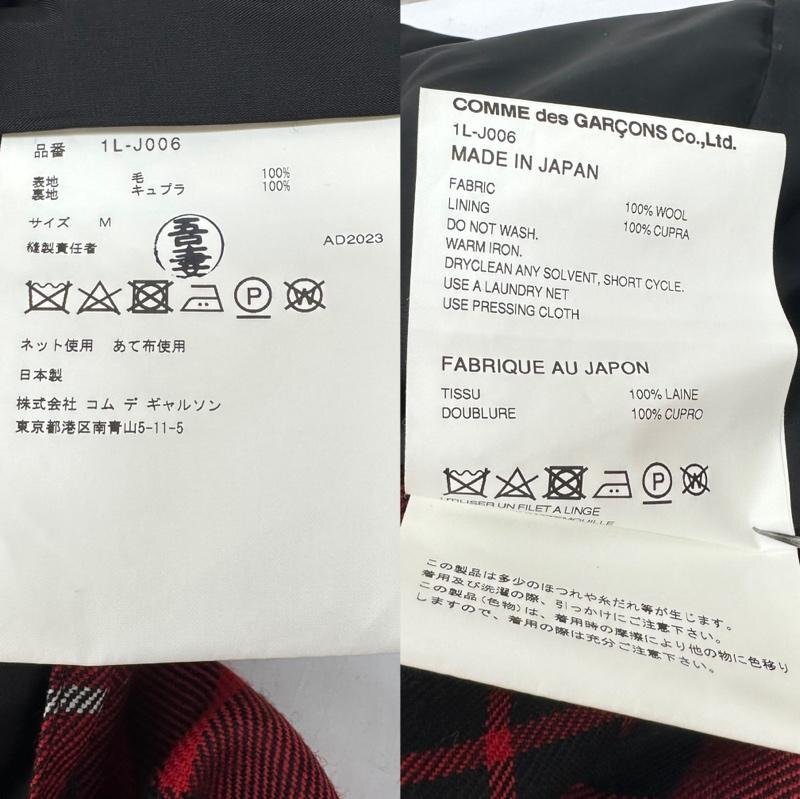 品番 1L-J006
表地 毛 100%
裏地 キュプラ 100%
サイズ M
縫製責任者 吾妻 AD2023
P W
ネット使用 あて布使用
日本製
株式会社 コム デ ギャルソン
東京都港区南青山5-11-5
COMME des GARÇONS Co.,Ltd.
1L-J006
MADE IN JAPAN
FABRIC 100% WOOL
LINING 100% CUPRA
DO NOT WASH.
WARM IRON.
DRYCLEAN ANY SOLVENT, SHORT CYCLE.
USE A LAUNDRY NET
USE PRESSING CLOTH
FABRIQUE AU JAPON
TISSU 100% LAINE
DOUBLURE 100% CUPRO
P W
UTILISER UN FILET A LINGE
この製品は多少のほつれや糸だれ等が生じます。
着用及び洗濯の際、引っかけにご注意下さい。
この製品(色物)は、着用時の摩擦により他の物に色移り
しますので、着用の際は充分ご注意下さい。